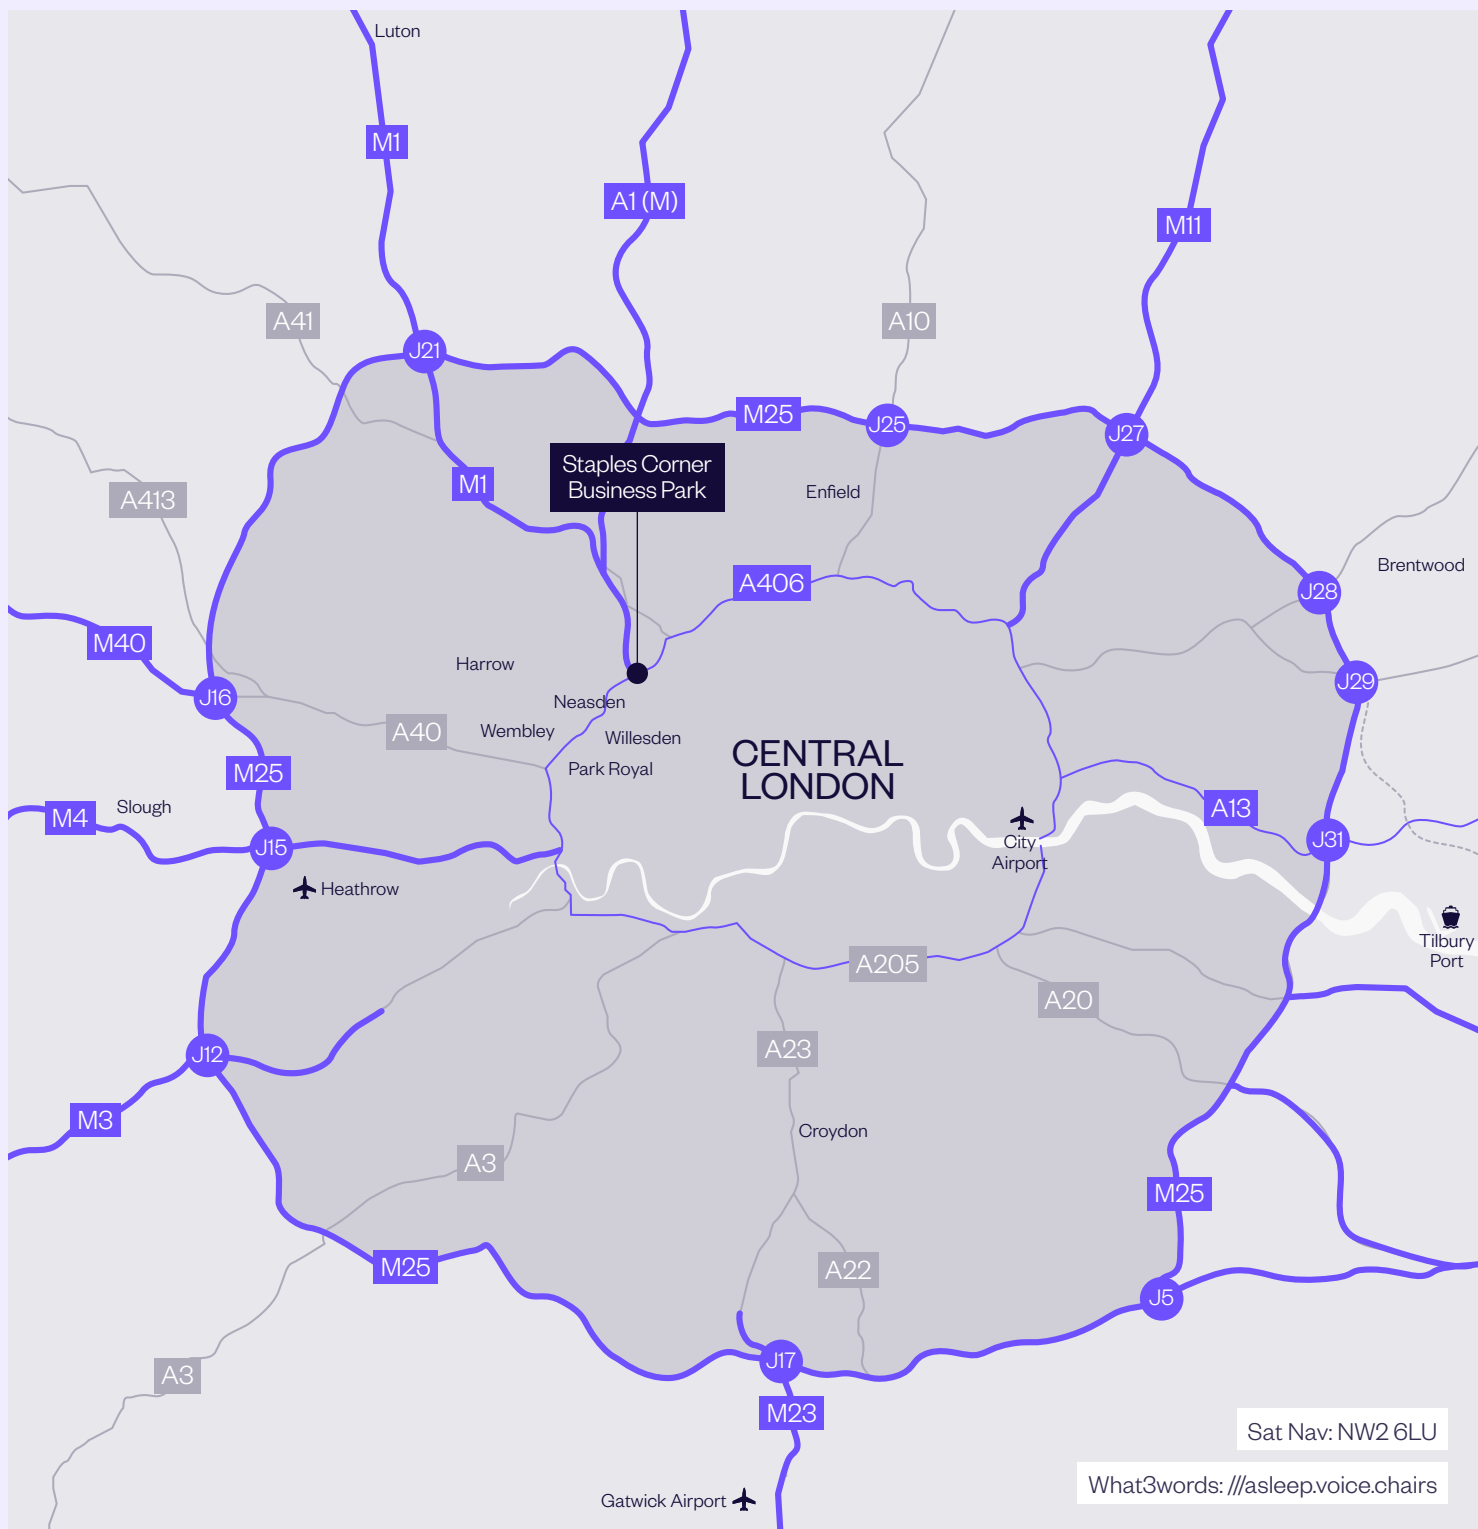 Luton
M1
A1 (M)
M11
A41
A10
J21
M25
J25
J27
Staples Corner
Business Park
M1
Enfield
A413
Brentwood
A406
J28
M40
Harrow
J29
J16
Neasden
A40
Wembley
Willesden
CENTRAL
LONDON
Park Royal
M25
Slough
M4
A13
City
Airport
J15
J31
Heathrow
Tilbury
Port
A205
A20
J12
A23
M3
Croydon
A3
M25
M25
A22
J5
J17
A3
M23
Sat Nav: NW2 6LU
What3words: ///asleep.voice.chairs
Gatwick Airport